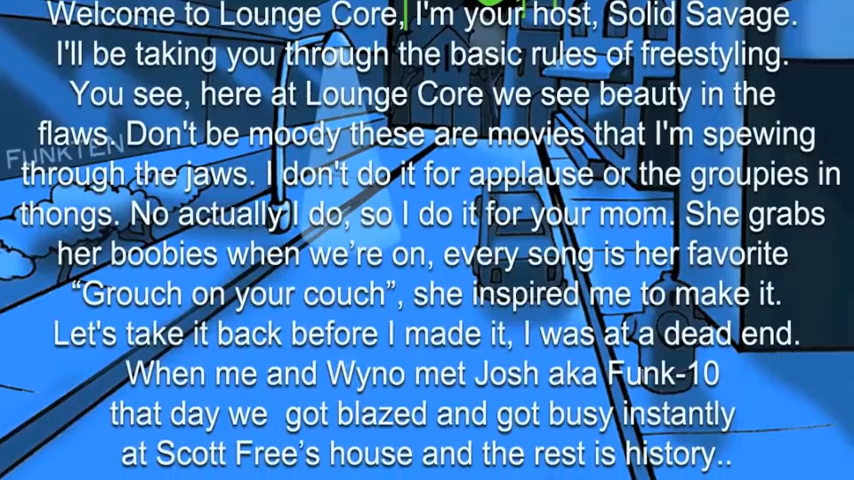 Welcome to Lounge Core, I'm your host, Solid Savage.
I'll be taking you through the basic rules of freestyling.
You see, here at Lounge Core we see beauty in the
flaws. Don't be moody these are movies that I'm spewing
through the jaws. I don't do it for applause or the groupies in
thongs. No actually I do, so I do it for your mom. She grabs
her boobies when we’re on, every song is her favorite
“Grouch on your couch”, she inspired me to make it.
Let's take it back before I made it, I was at a dead end.
When me and Wyno met Josh aka Funk-10
that day we got blazed and got busy instantly
at Scott Free’s house and the rest is history..
FUNKTEN